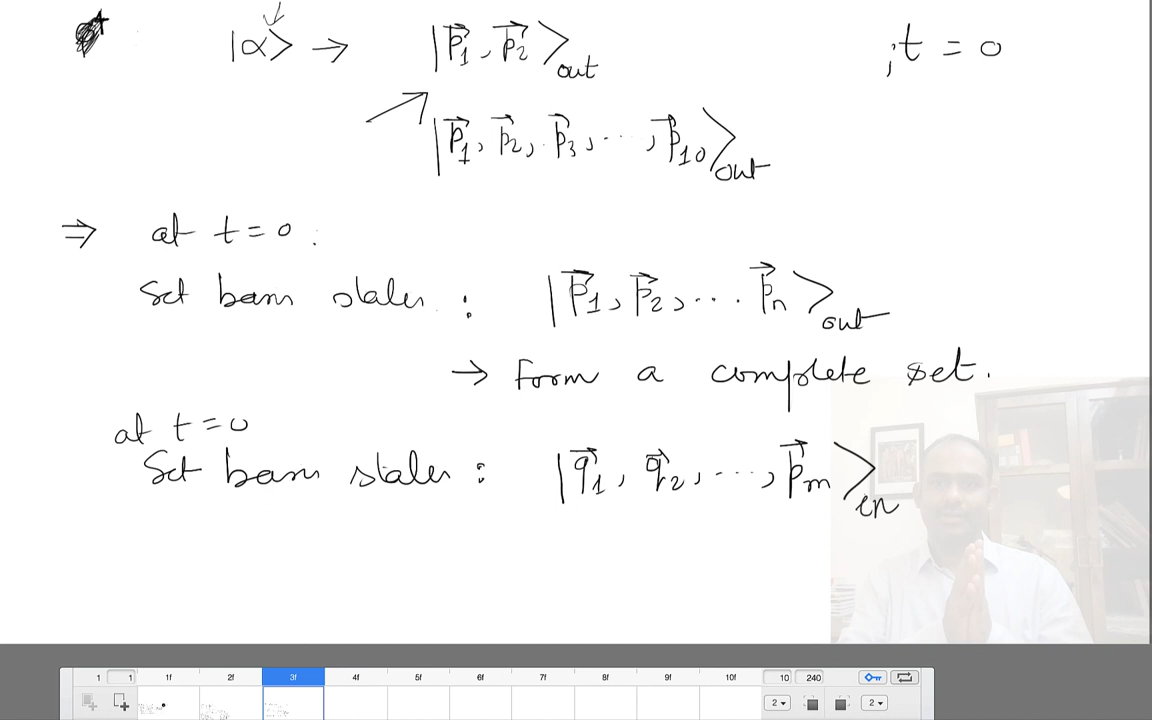 |α⟩ → |p⃗₁, p⃗₂⟩out ; t = 0
|p⃗₁, p⃗₂, p⃗₃, ..., p⃗₁₀⟩out
⇒ at t = 0.
Set basis states : |p⃗₁, p⃗₂, ... p⃗n⟩out
→ Form a complete set.
at t = 0
Set basis states : |q⃗₁, q⃗₂, ..., p⃗m⟩in
1 1 1f 2f 3f 4f 5f 6f 7f 8f 9f 10f 10 240
2 2